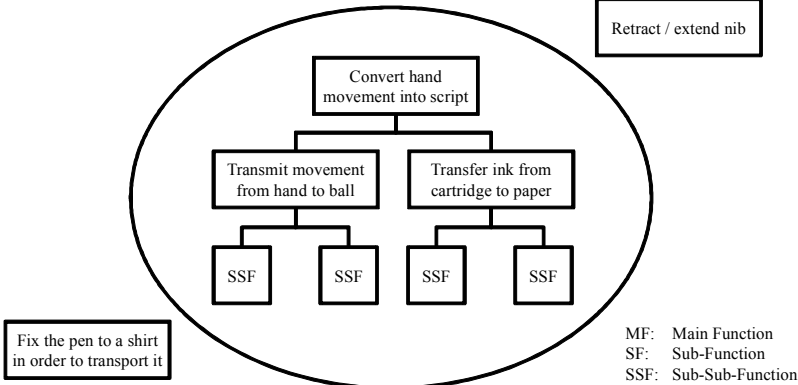 Retract / extend nib
Convert hand
movement into script
Transmit movement
from hand to ball
Transfer ink from
cartridge to paper
SSF
SSF
SSF
SSF
Fix the pen to a shirt
in order to transport it
MF: Main Function
SF: Sub-Function
SSF: Sub-Sub-Function